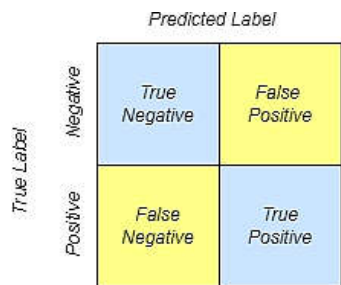 Predicted Label
True Label
Negative
True
Negative
False
Positive
Positive
False
Negative
True
Positive